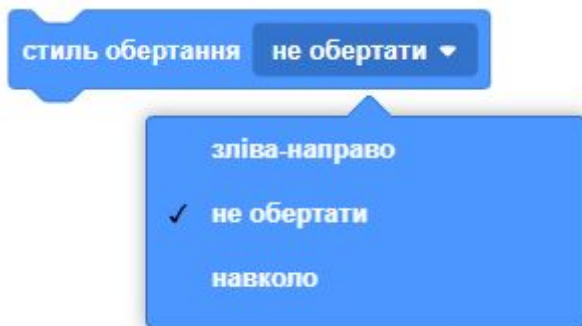 стиль обертання не обертати
зліва-направо
не обертати
навколо